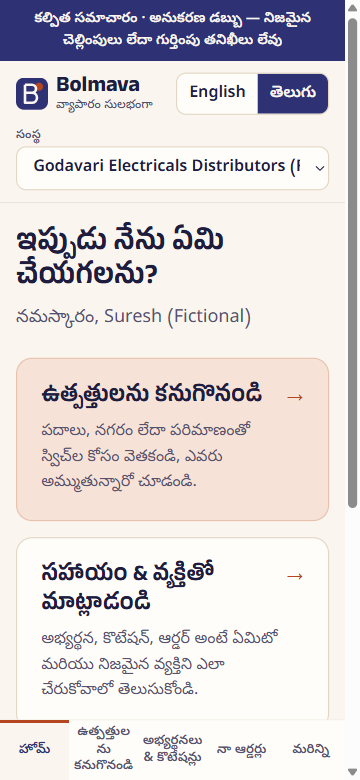 కల్పిత సమాచారం · అనుకరణ డబ్బు — నిజమైన
చెల్లింపులు లేదా గుర్తింపు తనిఖీలు లేవు
Bolmava
వ్యాపారం సులభంగా
English
తెలుగు
సంస్థ
Godavari Electricals Distributors (F
ఇప్పుడు నేను ఏమి
చేయగలను?
నమస్కారం, Suresh (Fictional)
ఉత్పత్తులను కనుగొనండి →
పదాలు, నగరం లేదా పరిమాణంతో
స్విచ్‌ల కోసం వెతకండి, ఎవరు
అమ్ముతున్నారో చూడండి.
సహాయం & వ్యక్తితో →
మాట్లాడండి
అభ్యర్థన, కొటేషన్, ఆర్డర్ అంటే ఏమిటో
మరియు నిజమైన వ్యక్తిని ఎలా
చేరుకోవాలో తెలుసుకోండి.
హోమ్
ఉత్పత్తుల
ను
కనుగొనండి
అభ్యర్థనలు
& కొటేషన్లు
నా ఆర్డర్లు
మరిన్ని